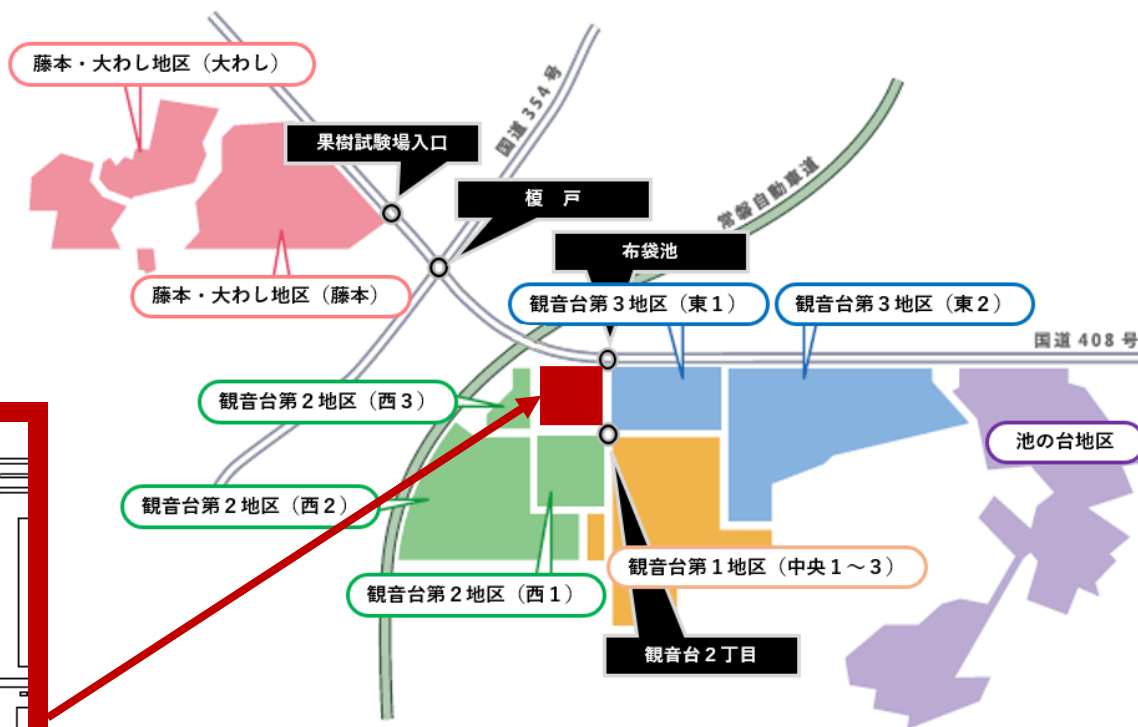 藤本・大わし地区（大わし）
国道354号
果樹試験場入口
榎　戸
常磐自動車道
布袋池
藤本・大わし地区（藤本）
観音台第３地区（東１）
観音台第３地区（東２）
国道 408 号
観音台第２地区（西３）
池の台地区
観音台第２地区（西２）
観音台第１地区（中央１～３）
観音台第２地区（西１）
観音台２丁目